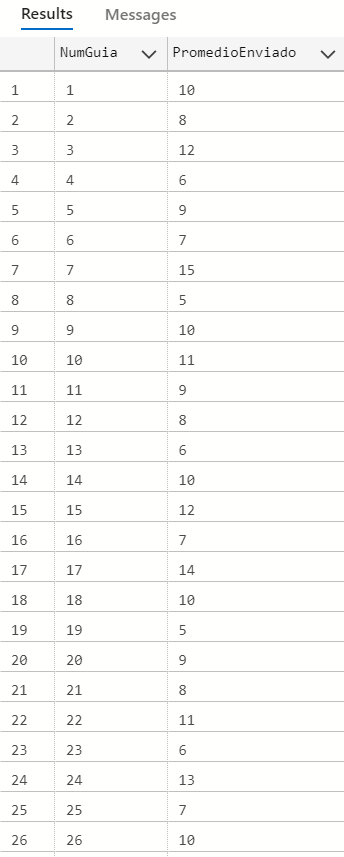 Results Messages
NumGuia PromedioEnviado
1 1 10
2 2 8
3 3 12
4 4 6
5 5 9
6 6 7
7 7 15
8 8 5
9 9 10
10 10 11
11 11 9
12 12 8
13 13 6
14 14 10
15 15 12
16 16 7
17 17 14
18 18 10
19 19 5
20 20 9
21 21 8
22 22 11
23 23 6
24 24 13
25 25 7
26 26 10